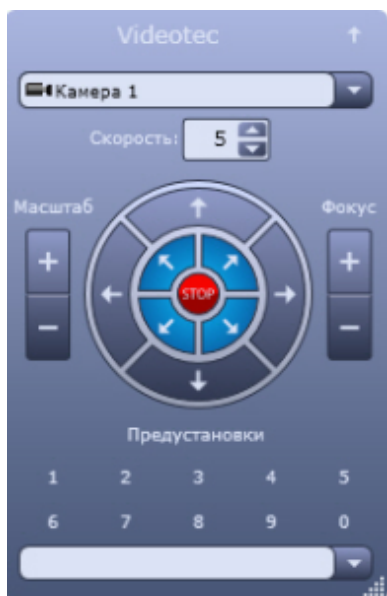 Videotec
Камера 1
Скорость: 5
Масштаб Фокус
STOP
Предустановки
1 2 3 4 5
6 7 8 9 0